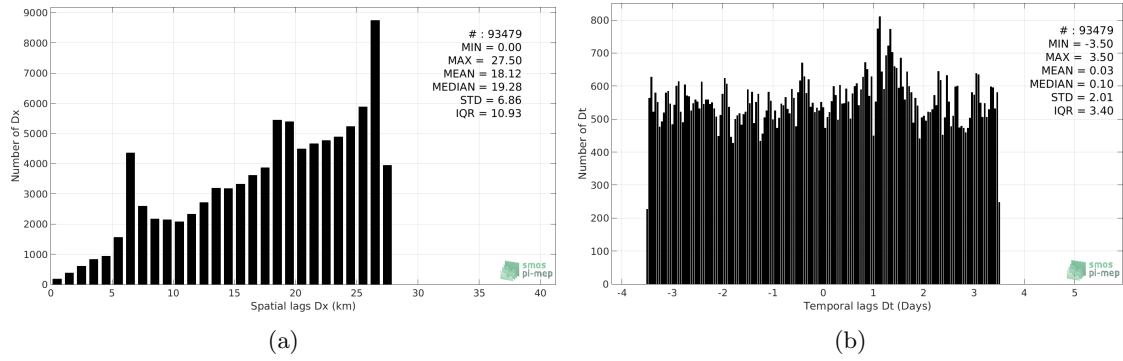 9000
8000
7000
6000
5000
4000
3000
2000
1000
0
Number of Dx
# : 93479
MIN = 0.00
MAX = 27.50
MEAN = 18.12
MEDIAN = 19.28
STD = 6.86
IQR = 10.93
smos
pi-mep
0 5 10 15 20 25 30 35 40
Spatial lags Dx (km)
(a)
800
700
600
500
400
300
200
100
0
Number of Dt
# : 93479
MIN = -3.50
MAX = 3.50
MEAN = 0.03
MEDIAN = 0.10
STD = 2.01
IQR = 3.40
smos
pi-mep
-4 -3 -2 -1 0 1 2 3 4 5
Temporal lags Dt (Days)
(b)